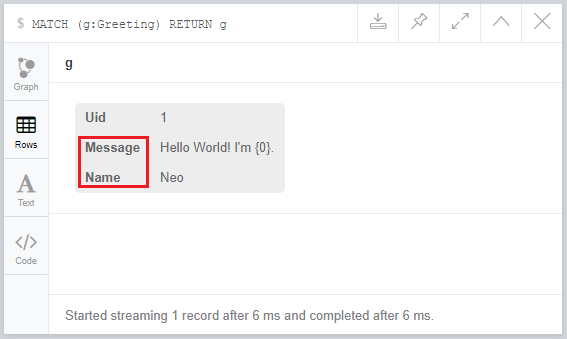 $ MATCH (g:Greeting) RETURN g
Graph
g
Uid 1
Rows
Message Hello World! I'm {0}.
Name Neo
Text
Code
Started streaming 1 record after 6 ms and completed after 6 ms.